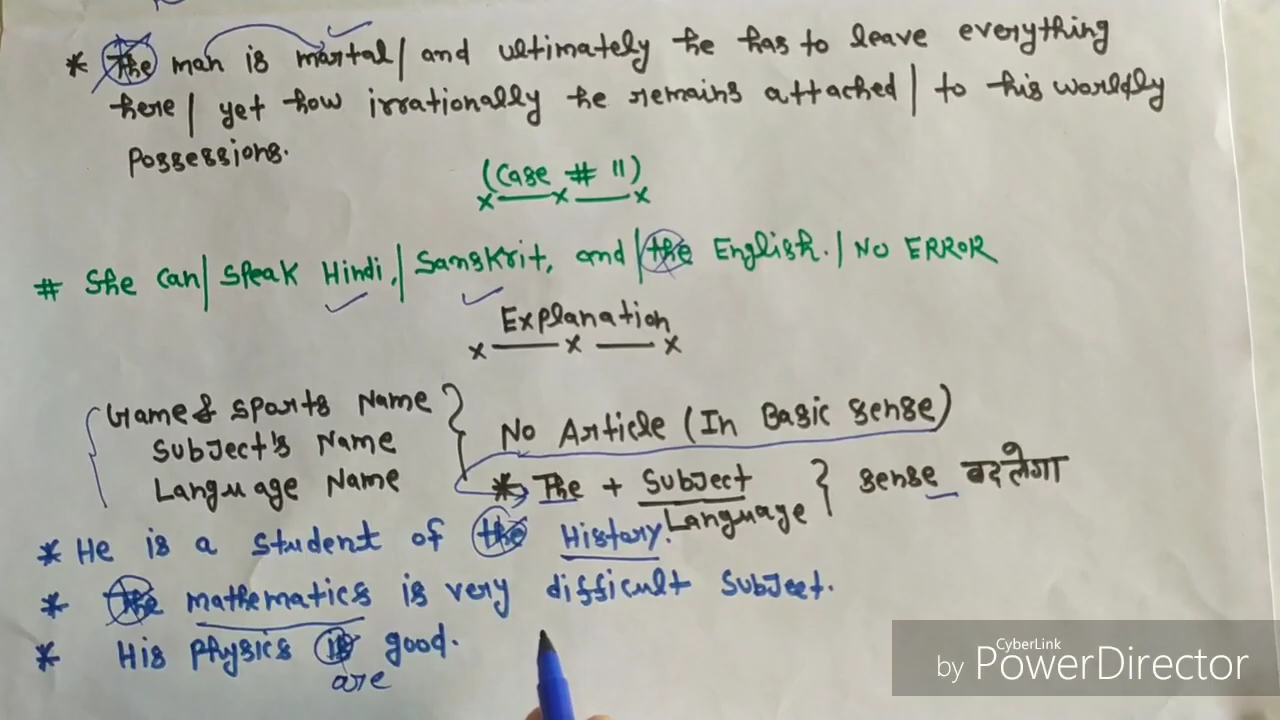 * The man is mortal/ and ultimately he has to leave everything
here/ yet how irrationally he remains attached/ to his worldly
Possessions.
(Case # 11)
x — x — x
# She can/ speak Hindi,/ Sanskrit, and/ the English./ NO ERROR
Explanation
x — x — x
Game & sports Name
Subject's Name
Language Name
No Article (In Basic sense)
* The + Subject
Language
sense बदलेगा
* He is a student of the History.
* The mathematics is very difficult Subject.
* His Physics is good.
are
CyberLink
by PowerDirector